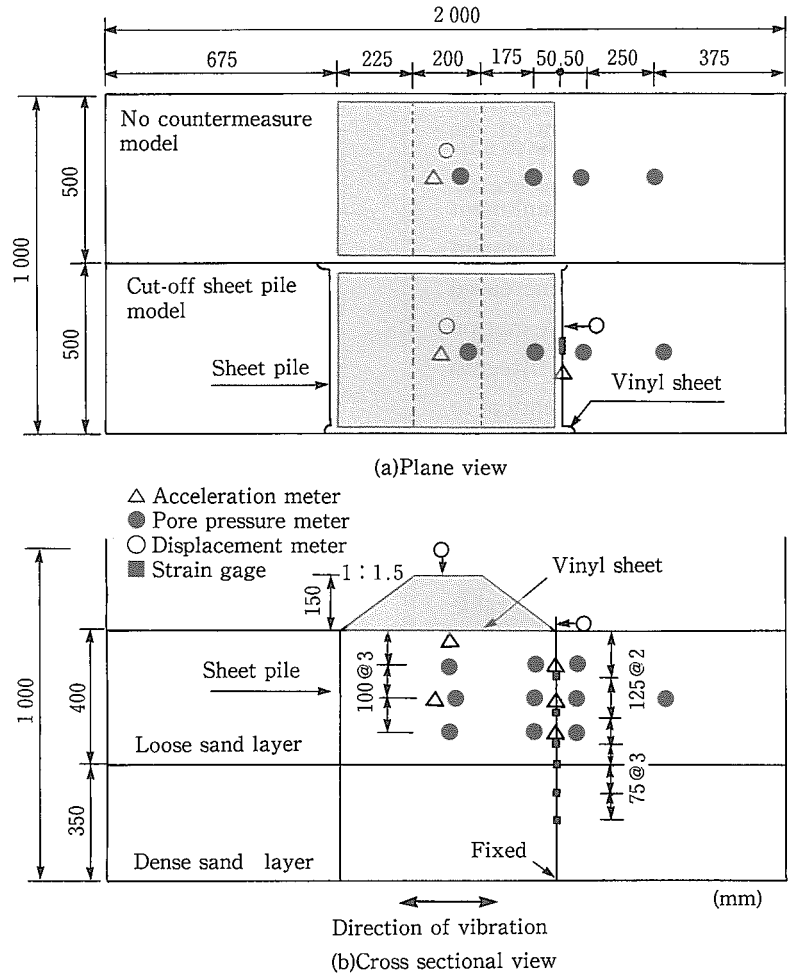 2 000
675 225 200 175 50 50 250 375
No countermeasure
model
500
1 000
Cut-off sheet pile
model
500
Sheet pile
Vinyl sheet
(a)Plane view
Acceleration meter
Pore pressure meter
Displacement meter
Strain gage
1 : 1.5
Vinyl sheet
150
Sheet pile
100@3
125@2
1 000
400
Loose sand layer
75@3
350
Fixed
Dense sand layer
(mm)
Direction of vibration
(b)Cross sectional view